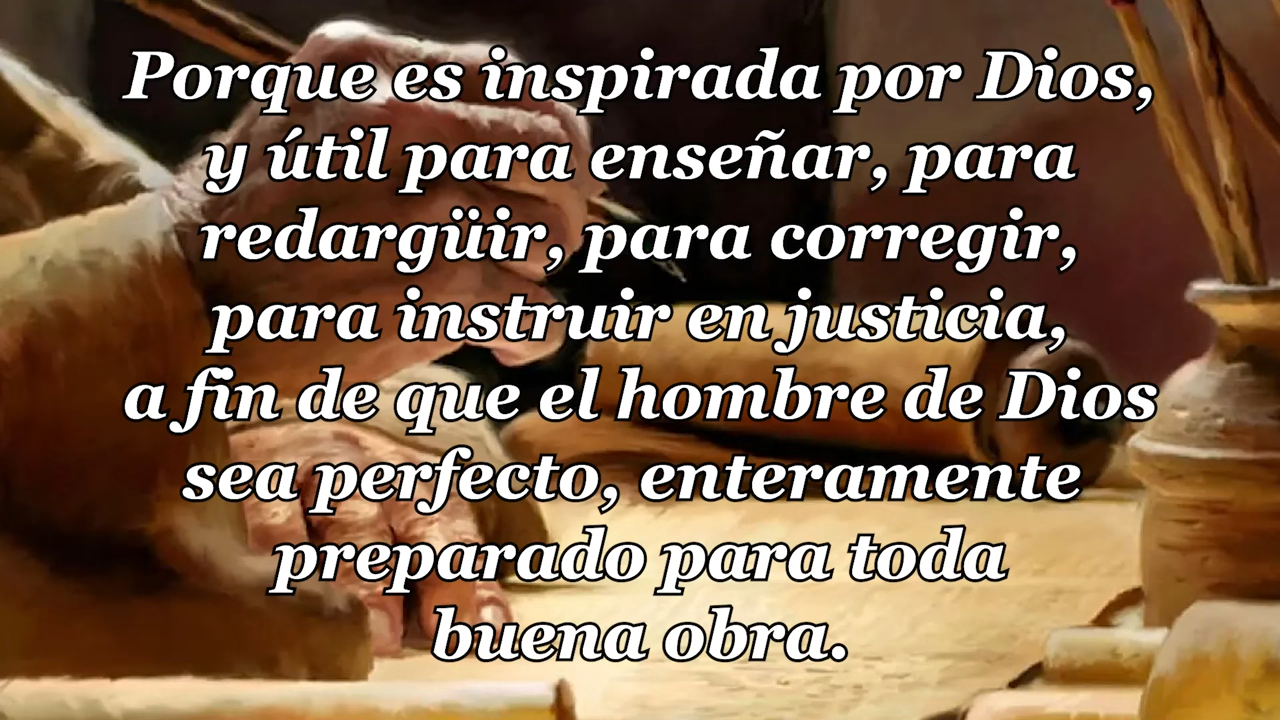 Porque es inspirada por Dios,
y útil para enseñar, para
redargüir, para corregir,
para instruir en justicia,
a fin de que el hombre de Dios
sea perfecto, enteramente
preparado para toda
buena obra.